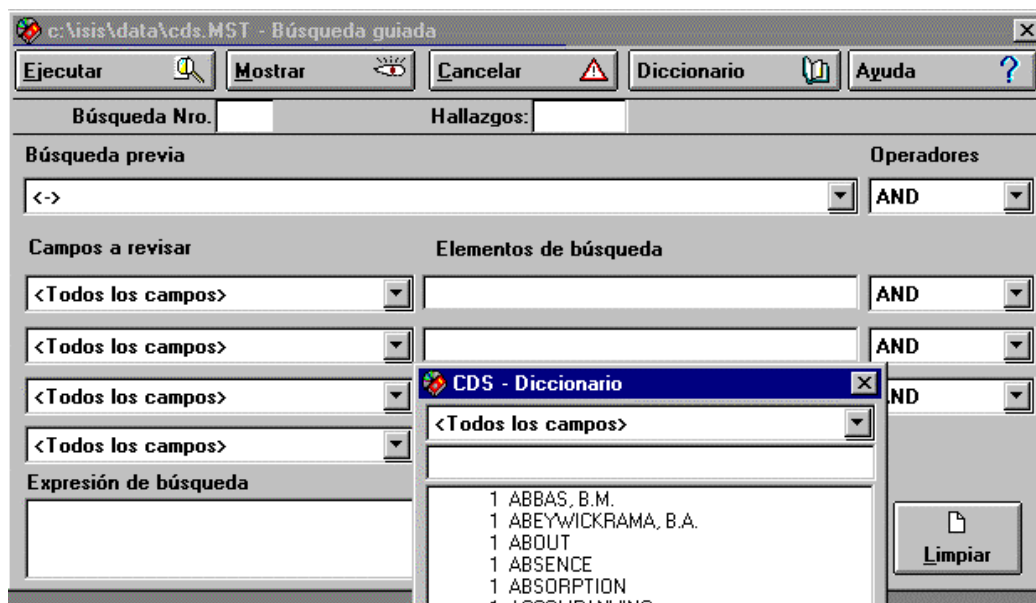 c:\isis\data\cds.MST - Búsqueda guiada
Ejecutar Mostrar Cancelar Diccionario Ayuda
Búsqueda Nro. Hallazgos:
Búsqueda previa Operadores
<-> AND
Campos a revisar Elementos de búsqueda
<Todos los campos> AND
<Todos los campos> AND
<Todos los campos> ND
<Todos los campos>
Expresión de búsqueda
CDS - Diccionario
<Todos los campos>
1 ABBAS, B.M.
1 ABEYWICKRAMA, B.A.
1 ABOUT
1 ABSENCE
1 ABSORPTION
Limpiar